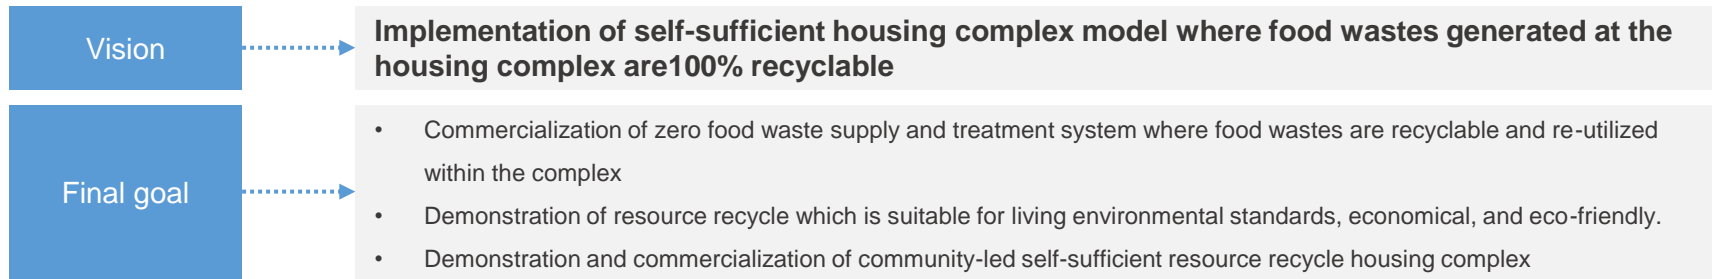 Vision
Implementation of self-sufficient housing complex model where food wastes generated at the
housing complex are100% recyclable
Final goal
• Commercialization of zero food waste supply and treatment system where food wastes are recyclable and re-utilized
within the complex
• Demonstration of resource recycle which is suitable for living environmental standards, economical, and eco-friendly.
• Demonstration and commercialization of community-led self-sufficient resource recycle housing complex